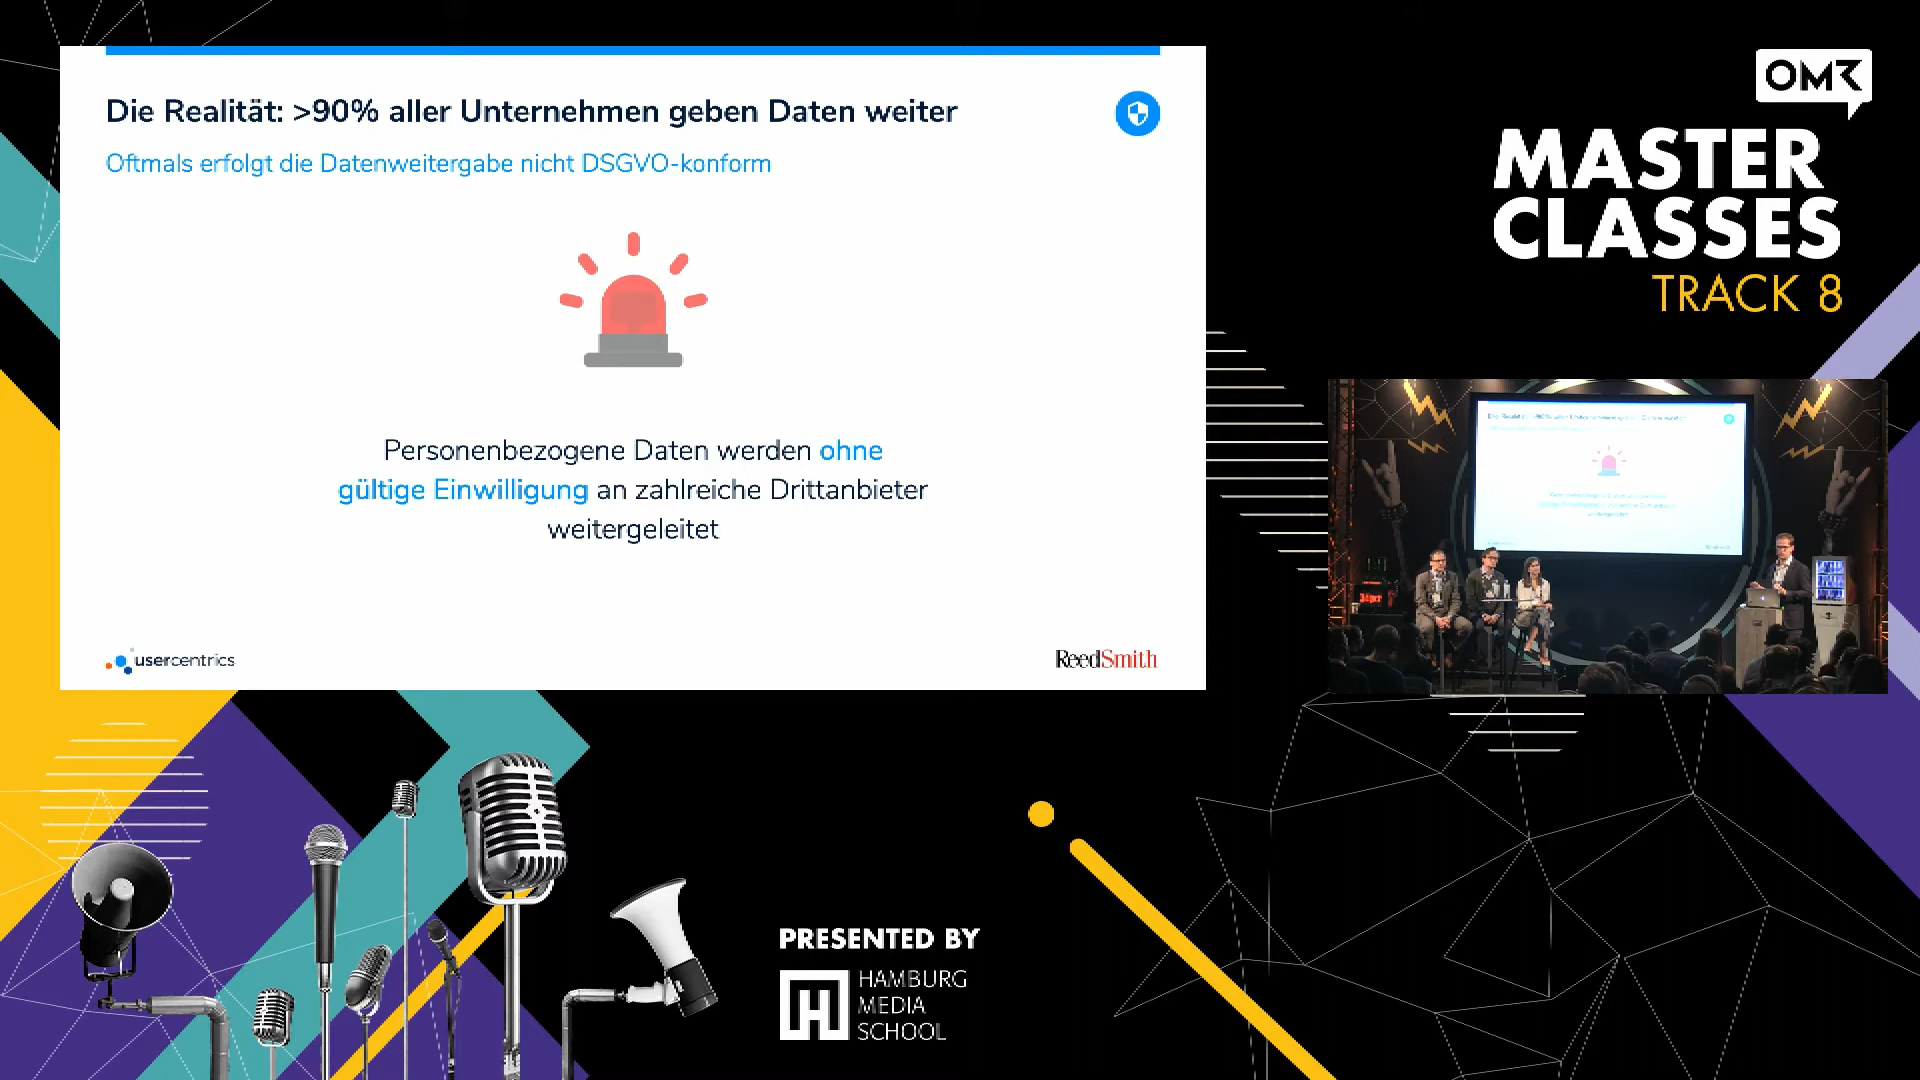 Die Realität: >90% aller Unternehmen geben Daten weiter
Oftmals erfolgt die Datenweitergabe nicht DSGVO-konform
Personenbezogene Daten werden ohne
gültige Einwilligung an zahlreiche Drittanbieter
weitergeleitet
usercentrics
ReedSmith
OMR
MASTER
CLASSES
TRACK 8
Jäger
PRESENTED BY
HAMBURG
MEDIA
SCHOOL